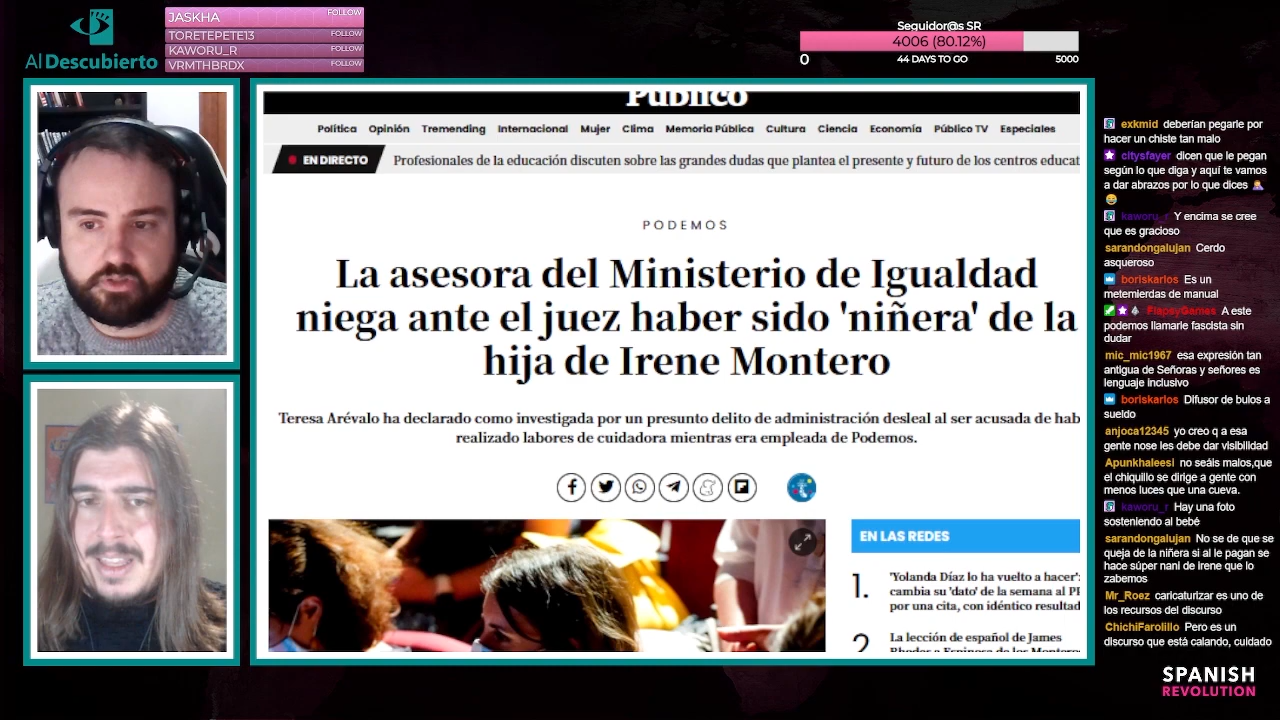 Al Descubierto
JASKHA FOLLOW
TORETEPETE13 FOLLOW
KAWORU_R FOLLOW
VRMTHBRDX FOLLOW
Seguidor@s SR
4006 (80.12%)
0 44 DAYS TO GO 5000
Público
Política Opinión Tremending Internacional Mujer Clima Memoria Pública Cultura Ciencia Economía Público TV Especiales
EN DIRECTO Profesionales de la educación discuten sobre las grandes dudas que plantea el presente y futuro de los centros educat
PODEMOS
La asesora del Ministerio de Igualdad
niega ante el juez haber sido 'niñera' de la
hija de Irene Montero
Teresa Arévalo ha declarado como investigada por un presunto delito de administración desleal al ser acusada de hab
realizado labores de cuidadora mientras era empleada de Podemos.
EN LAS REDES
1. 'Yolanda Díaz lo ha vuelto a hacer':
cambia su 'dato' de la semana al PP
por una cita, con idéntico resultad
2 La lección de español de James
Rhodes a Espinosa de los Monteros
exkmid deberían pegarle por
hacer un chiste tan malo
citysfayer dicen que le pegan
según lo que diga y aquí te vamos
a dar abrazos por lo que dices
kaworu_r Y encima se cree
que es gracioso
sarandongalujan Cerdo
asqueroso
boriskarlos Es un
metemierdas de manual
FlapsyGames A este
podemos llamarle fascista sin
dudar
mic_mic1967 esa expresión tan
antigua de Señoras y señores es
lenguaje inclusivo
boriskarlos Difusor de bulos a
sueldo
anjoca12345 yo creo q a esa
gente nose les debe dar visibilidad
Apunkhaleesi no seáis malos,que
el chiquillo se dirige a gente con
menos luces que una cueva.
kaworu_r Hay una foto
sosteniendo al bebé
sarandongalujan No se de que se
queja de la niñera si al le pagan se
hace súper nani de irene que lo
zabemos
Mr_Roez caricaturizar es uno de
los recursos del discurso
ChichiFarolillo Pero es un
discurso que está calando, cuidado
SPANISH
REVOLUTION